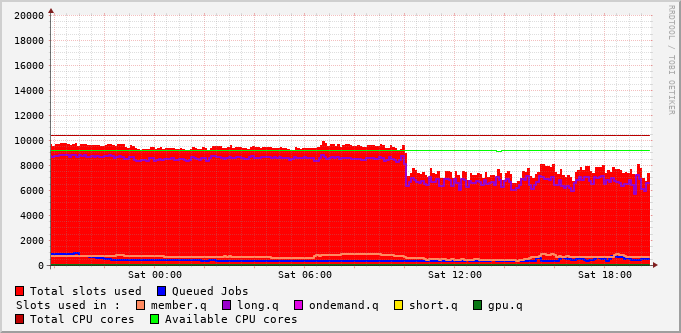 20000
18000
16000
14000
12000
10000
8000
6000
4000
2000
0
Sat 00:00 Sat 06:00 Sat 12:00 Sat 18:00
Total slots used Queued Jobs
Slots used in : member.q long.q ondemand.q short.q gpu.q
Total CPU cores Available CPU cores
RRDTOOL / TOBI OETIKER